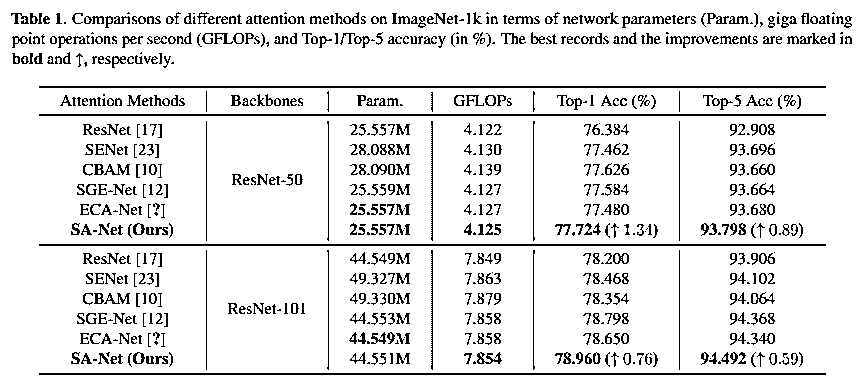 Table 1. Comparisons of different attention methods on ImageNet-1k in terms of network parameters (Param.), giga floating
point operations per second (GFLOPs), and Top-1/Top-5 accuracy (in %). The best records and the improvements are marked in
bold and ↑, respectively.
Attention Methods Backbones Param. GFLOPs Top-1 Acc (%) Top-5 Acc (%)
ResNet [17] 25.557M 4.122 76.384 92.908
SENet [23] 28.088M 4.130 77.462 93.696
CBAM [10] 28.090M 4.139 77.626 93.660
ResNet-50
SGE-Net [12] 25.559M 4.127 77.584 93.664
ECA-Net [?] 25.557M 4.127 77.480 93.680
SA-Net (Ours) 25.557M 4.125 77.724 (↑ 1.34) 93.798 (↑ 0.89)
ResNet [17] 44.549M 7.849 78.200 93.906
SENet [23] 49.327M 7.863 78.468 94.102
CBAM [10] 49.330M 7.879 78.354 94.064
ResNet-101
SGE-Net [12] 44.553M 7.858 78.798 94.368
ECA-Net [?] 44.549M 7.858 78.650 94.340
SA-Net (Ours) 44.551M 7.854 78.960 (↑ 0.76) 94.492 (↑ 0.59)